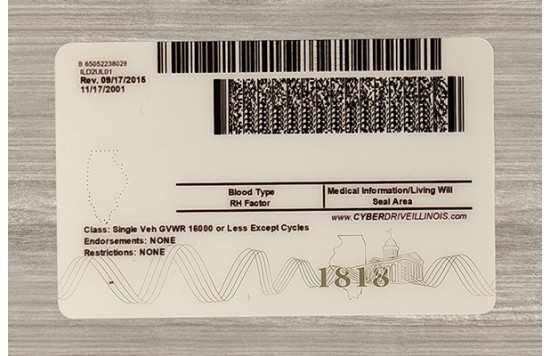 B 85052238028
ILD2UL01
Rev. 09/17/2015
11/17/2001
Blood Type
RH Factor
Medical Information/Living Will
Seal Area
www.CYBERDRIVEILLINOIS.com
Class: Single Veh GVWR 16000 or Less Except Cycles
Endorsements: NONE
Restrictions: NONE
1818